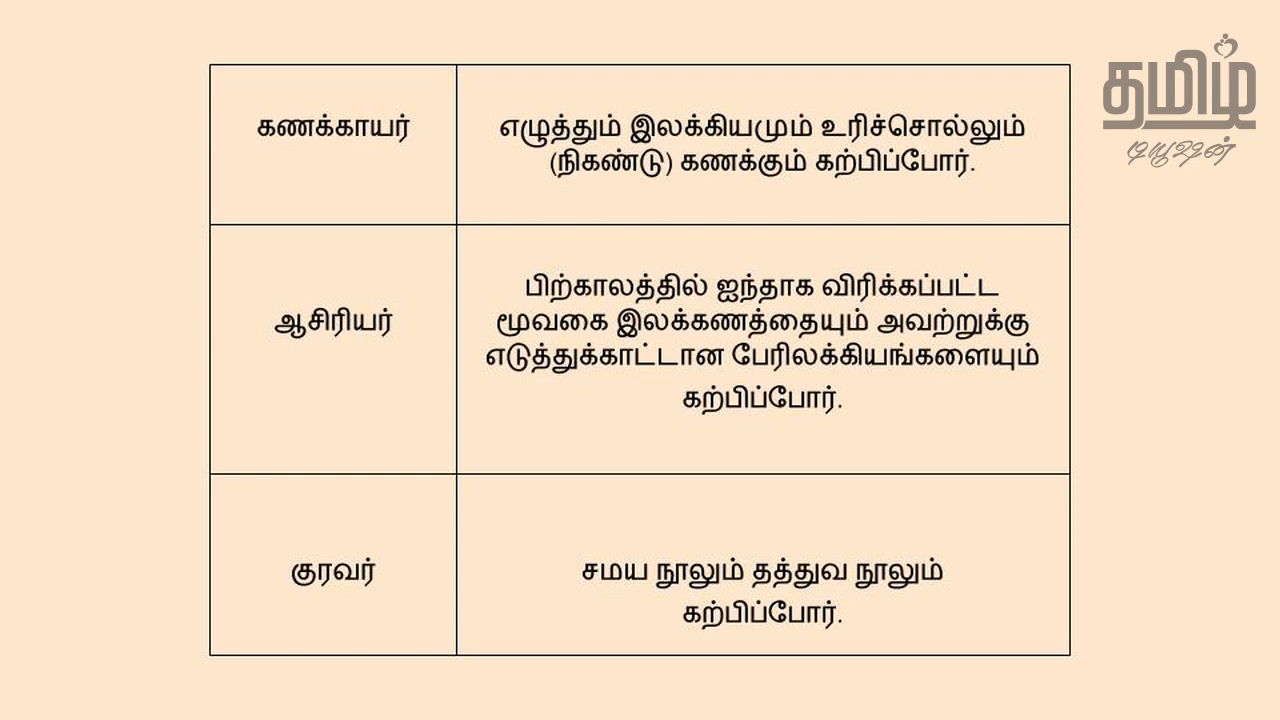 தமிழ்
டியூஷன்
கணக்காயர்
எழுத்தும் இலக்கியமும் உரிச்சொல்லும்
(நிகண்டு) கணக்கும் கற்பிப்போர்.
ஆசிரியர்
பிற்காலத்தில் ஐந்தாக விரிக்கப்பட்ட
மூவகை இலக்கணத்தையும் அவற்றுக்கு
எடுத்துக்காட்டான பேரிலக்கியங்களையும்
கற்பிப்போர்.
குரவர்
சமய நூலும் தத்துவ நூலும்
கற்பிப்போர்.